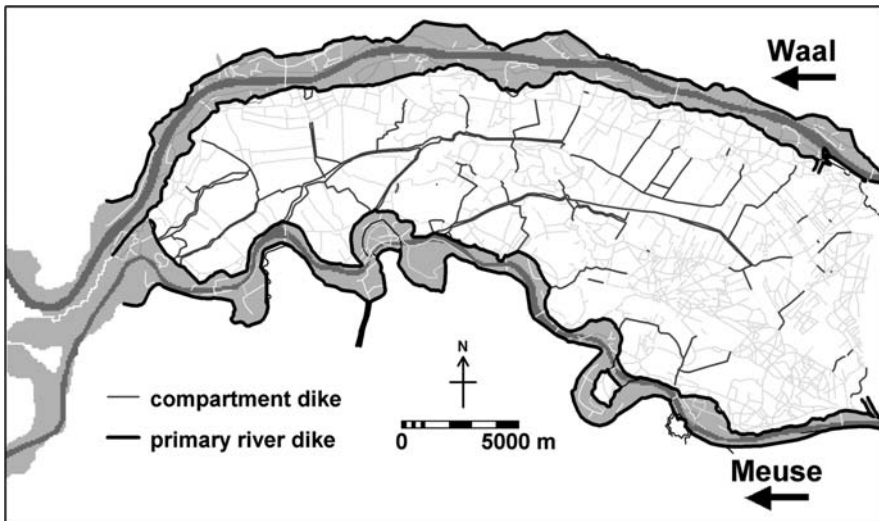 Waal
N
compartment dike
primary river dike
0 5000 m
Meuse